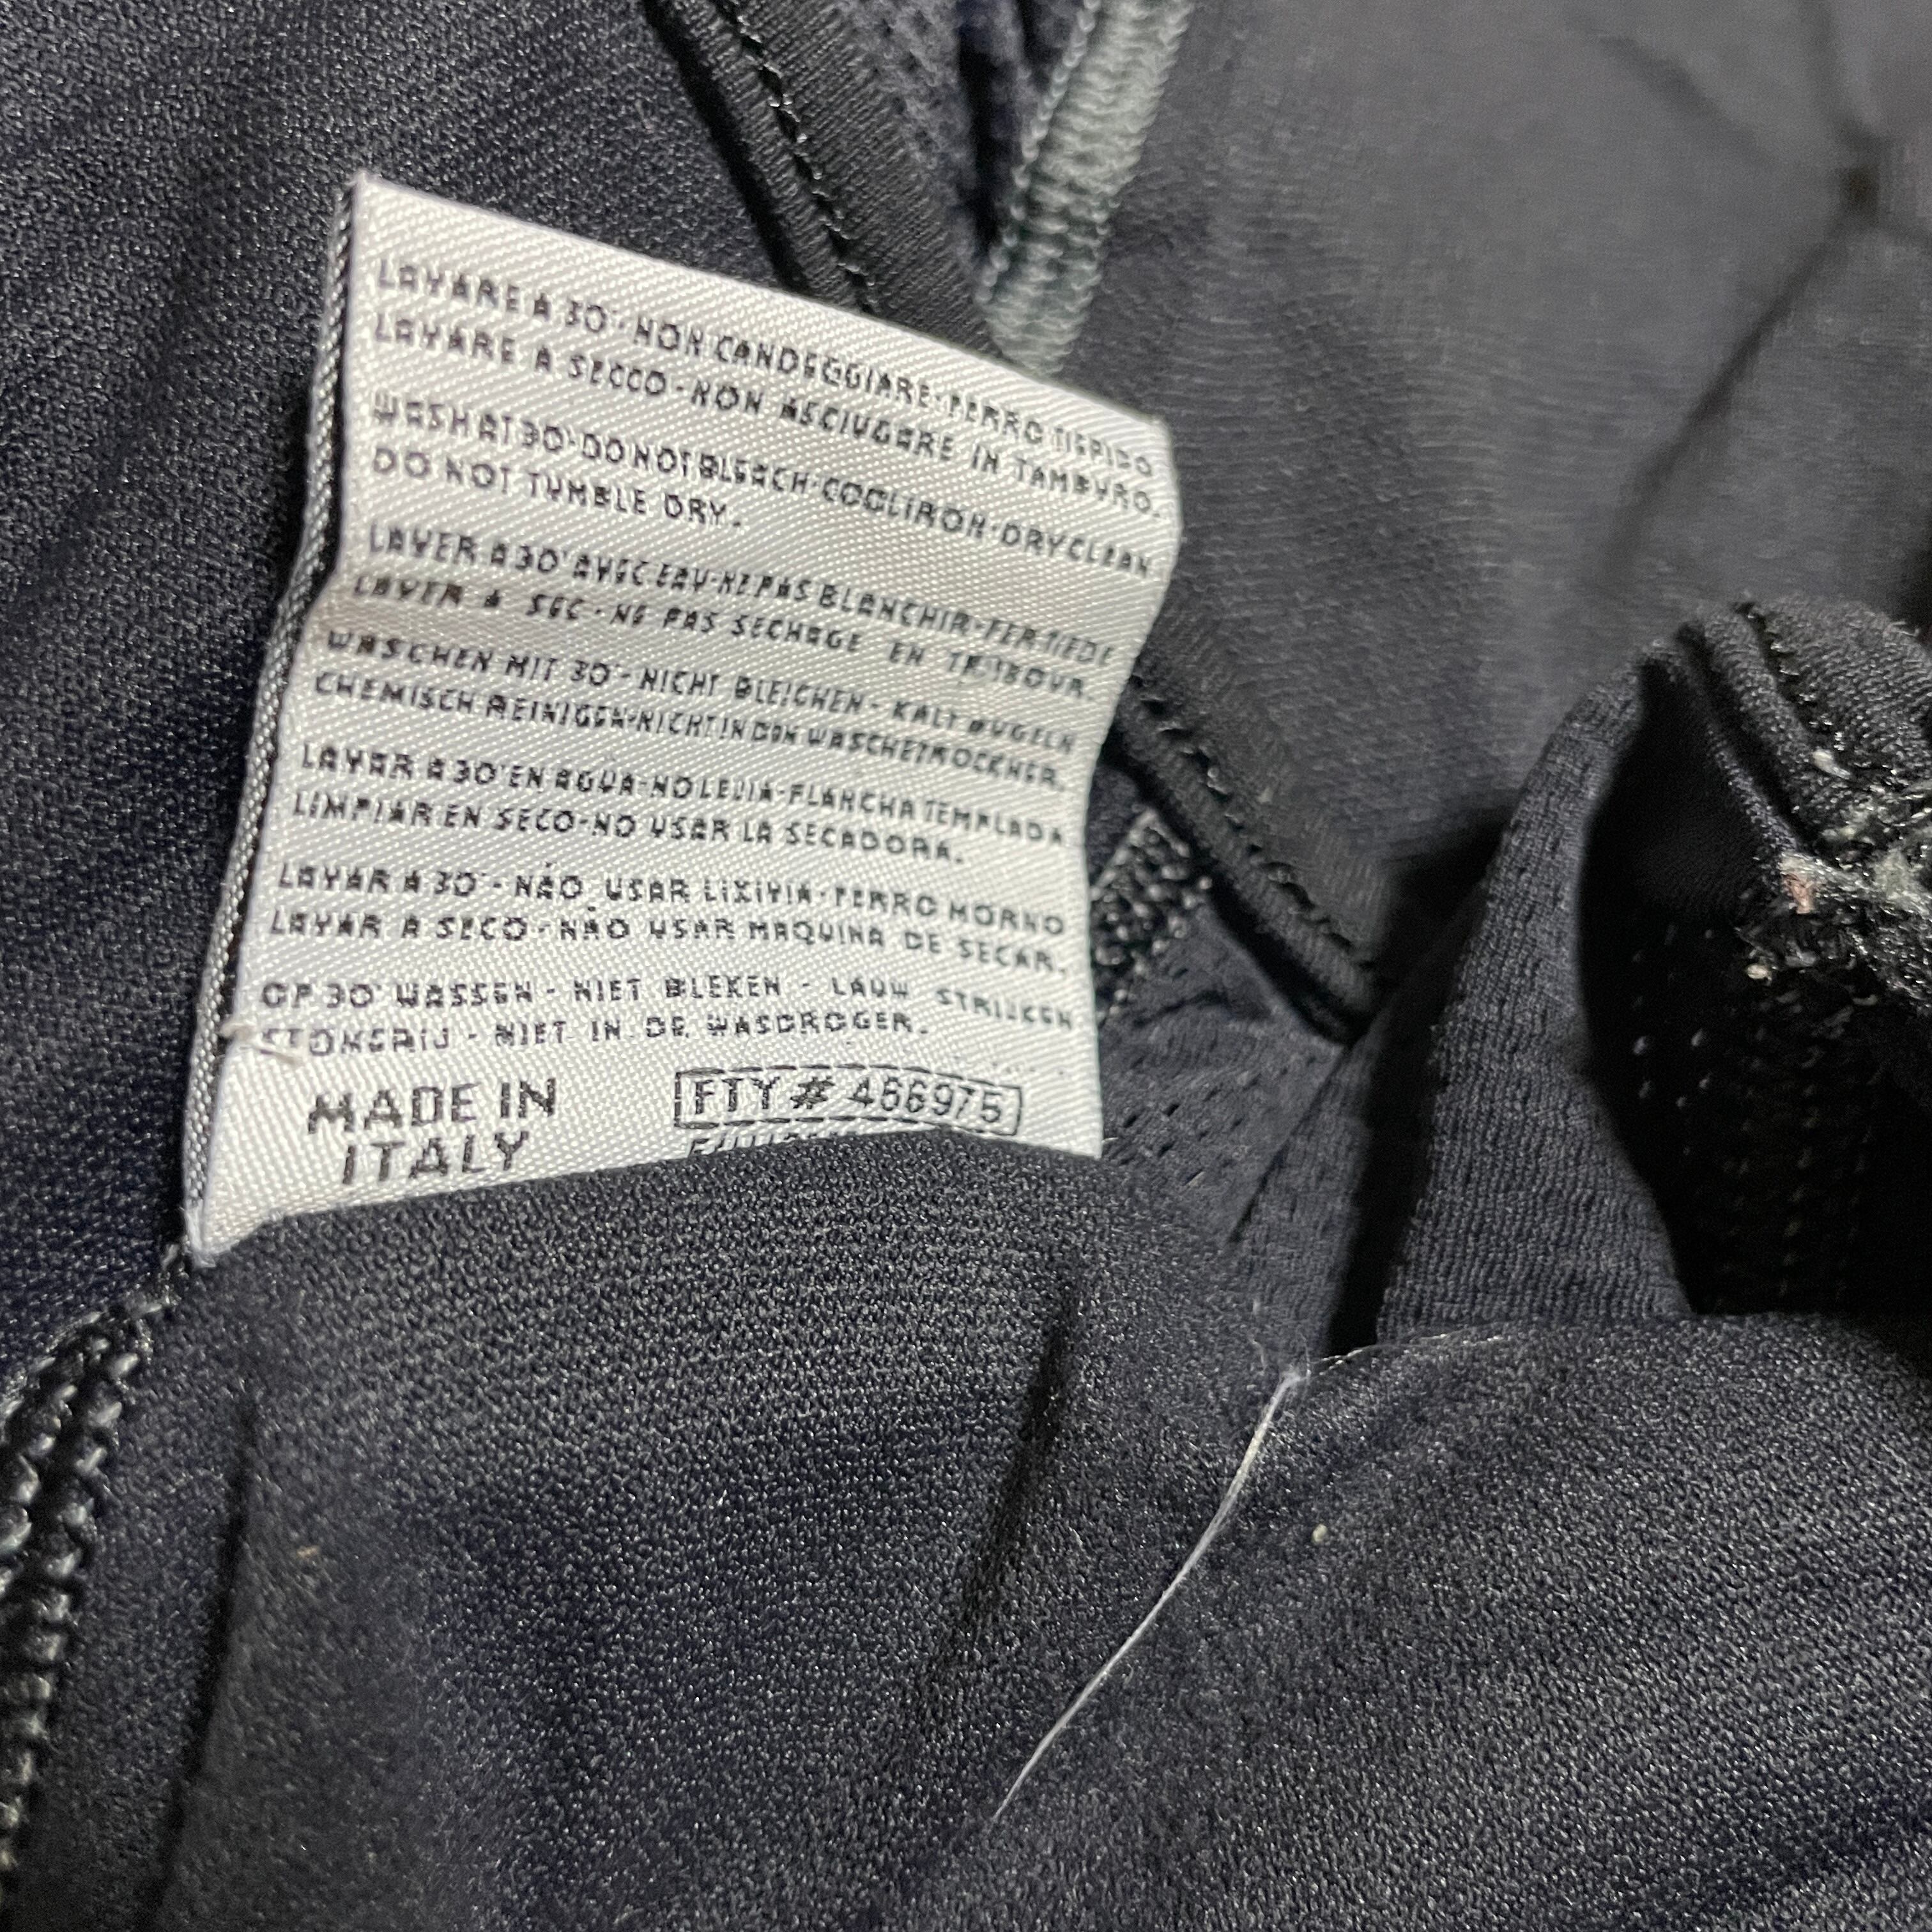 LAVARE A 30°-NON CANDEGGIARE-FERRO TIEPIDO
LAVARE A SECCO-NON ASCIUGARE IN TAMBURO.
WASH AT 30°-DO NOT BLEACH-COOL IRON-DRY CLEAN
DO NOT TUMBLE DRY.
LAVER A 30° AVEC EAU-NE PAS BLANCHIR-FER TIEDE
LAVER A SEC-NE PAS SECHAGE EN TAMBOUR.
WASCHEN MIT 30°-NICHT BLEICHEN-KALT BUGELN
CHEMISCH REINIGEN-NICHT IN DEN WASCHETROCKNER.
LAVAR A 30° EN AGUA-NO LEJIA-PLANCHA TEMPLADA
LIMPIAR EN SECO-NO USAR LA SECADORA.
LAVAR A 30°-NÃO USAR LIXIVIA-FERRO MORNO
LAVAR A SECO-NÃO USAR MAQUINA DE SECAR.
OP 30° WASSEN-NIET BLEKEN-LAUW STRIJKEN
STOMERIJ-NIET IN DE WASDROGER.
MADE IN
ITALY
FTY# 466975